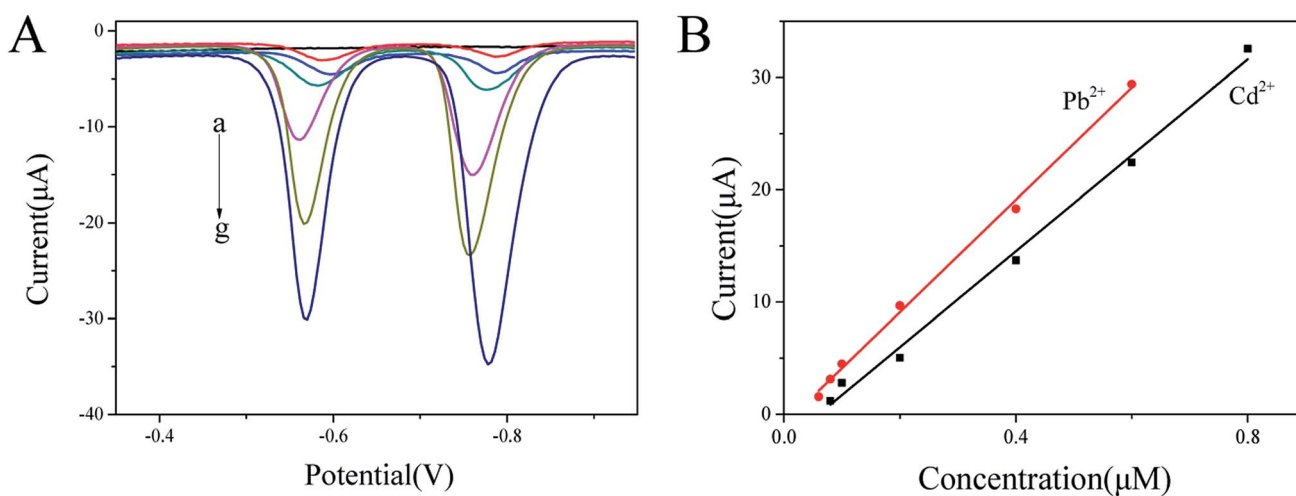 A
0
-10
-20
-30
-40
Current(μA)
a
g
-0.4
-0.6
-0.8
Potential(V)
B
30
20
10
0
Current(μA)
Pb²⁺
Cd²⁺
0.0
0.4
0.8
Concentration(μM)